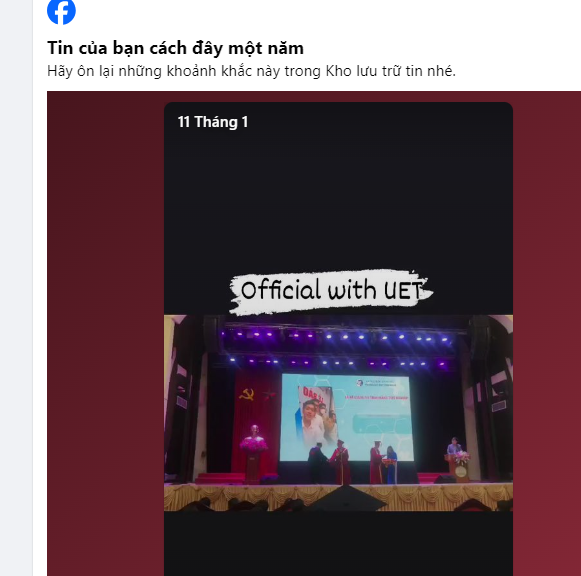 Tin của bạn cách đây một năm
Hãy ôn lại những khoảnh khắc này trong Kho lưu trữ tin nhé.
11 Tháng 1
Official with UET